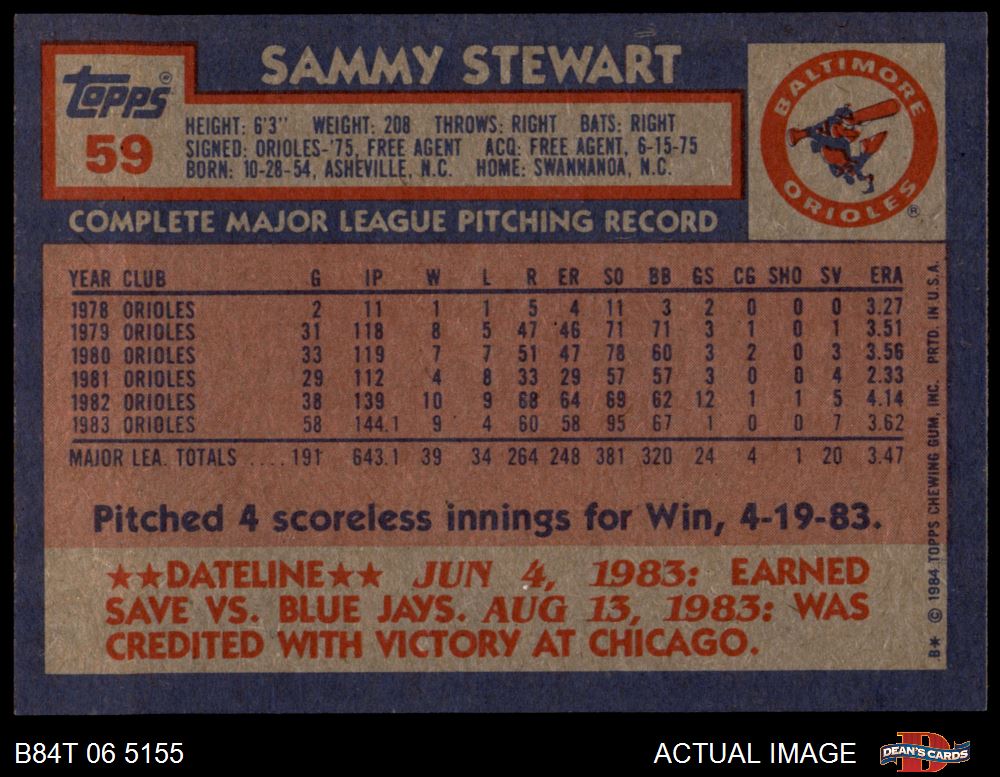 SAMMY STEWART
Topps®
59
HEIGHT: 6'3" WEIGHT: 208 THROWS: RIGHT BATS: RIGHT
SIGNED: ORIOLES-'75, FREE AGENT ACQ: FREE AGENT, 6-15-75
BORN: 10-28-54, ASHEVILLE, N.C. HOME: SWANNANOA, N.C.
BALTIMORE
ORIOLES®
COMPLETE MAJOR LEAGUE PITCHING RECORD
YEAR CLUB G IP W L R ER SO BB GS CG SHO SV ERA
1978 ORIOLES 2 11 1 1 5 4 11 3 2 0 0 0 3.27
1979 ORIOLES 31 118 8 5 47 46 71 71 3 1 0 1 3.51
1980 ORIOLES 33 119 7 7 51 47 78 60 3 2 0 3 3.56
1981 ORIOLES 29 112 4 8 33 29 57 57 3 0 0 4 2.33
1982 ORIOLES 38 139 10 9 68 64 69 62 12 1 1 5 4.14
1983 ORIOLES 58 144.1 9 4 60 58 95 67 1 0 0 7 3.62
MAJOR LEA. TOTALS .... 191 643.1 39 34 264 248 381 320 24 4 1 20 3.47
Pitched 4 scoreless innings for Win, 4-19-83.
★★DATELINE★★ JUN 4, 1983: EARNED
SAVE VS. BLUE JAYS. AUG 13, 1983: WAS
CREDITED WITH VICTORY AT CHICAGO.
B* © 1984 TOPPS CHEWING GUM, INC. PRTD. IN U.S.A.
B84T 06 5155
ACTUAL IMAGE
DEAN'S CARDS